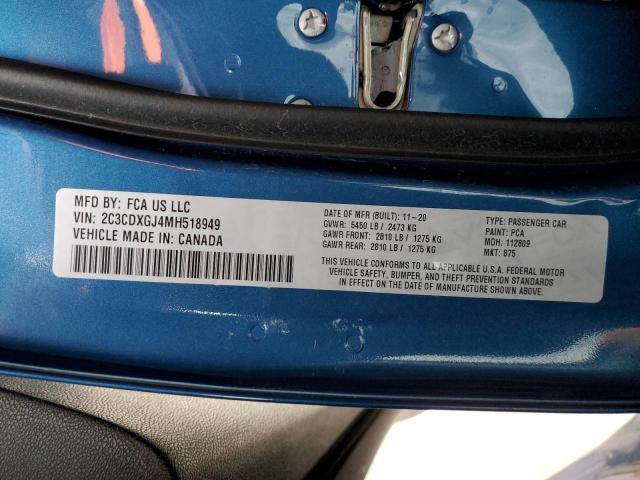 MFD BY: FCA US LLC
VIN: 2C3CDXGJ4MH518949
VEHICLE MADE IN: CANADA
DATE OF MFR (BUILT): 11-20
GVWR: 5450 LB / 2473 KG
GAWR FRONT: 2810 LB / 1275 KG
GAWR REAR: 2810 LB / 1275 KG
TYPE: PASSENGER CAR
PAINT: PCA
MDH: 112809
MKT: 875
THIS VEHICLE CONFORMS TO ALL APPLICABLE U.S.A. FEDERAL MOTOR
VEHICLE SAFETY, BUMPER, AND THEFT PREVENTION STANDARDS
IN EFFECT ON THE DATE OF MANUFACTURE SHOWN ABOVE.